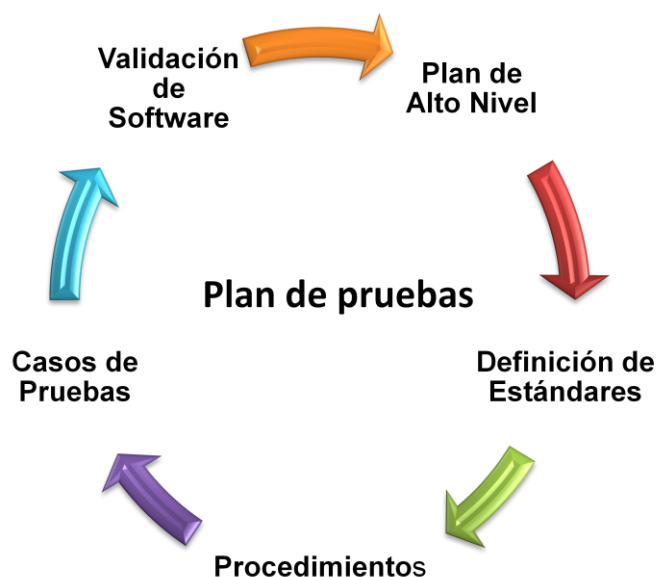 Validación
de
Software
Plan de
Alto Nivel
Plan de pruebas
Casos de
Pruebas
Definición de
Estándares
Procedimientos